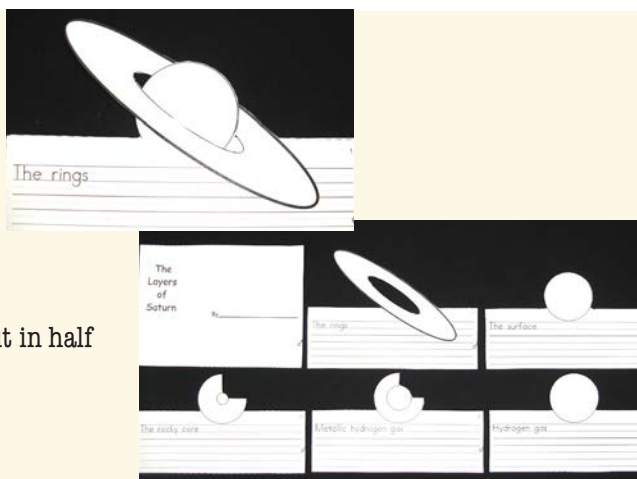 The rings
t in half
The
Layers
of
Saturn
By
The rings
The surface
The rocky core
Metallic hydrogen gas
Hydrogen gas